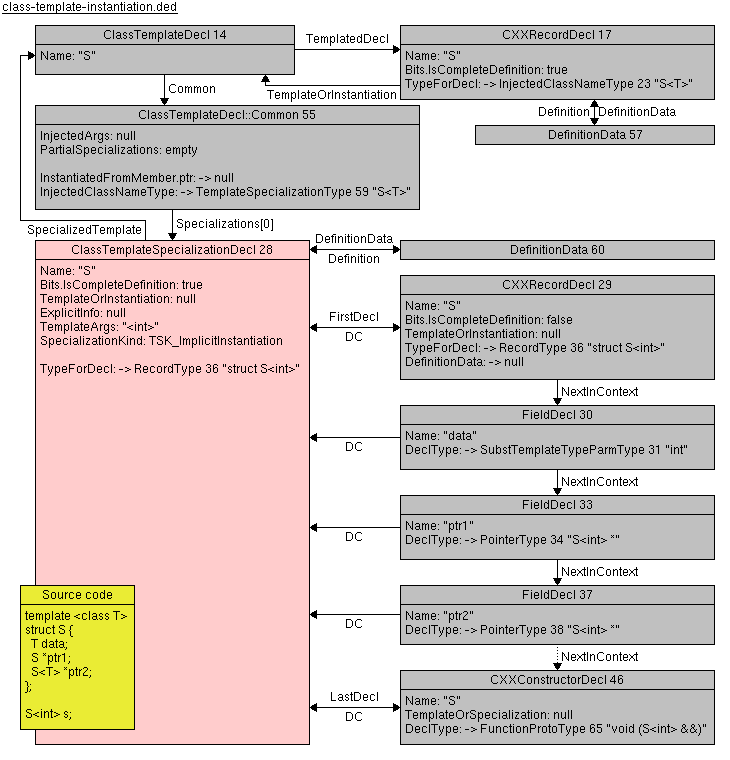 class-template-instantiation.ded
ClassTemplateDecl 14
Name: "S"
TemplatedDecl
CXXRecordDecl 17
Name: "S"
Bits.IsCompleteDefinition: true
TypeForDecl: -> InjectedClassNameType 23 "S<T>"
TemplateOrInstantiation
Common
Definition
DefinitionData
DefinitionData 57
ClassTemplateDecl::Common 55
InjectedArgs: null
PartialSpecializations: empty
InstantiatedFromMember.ptr: -> null
InjectedClassNameType: -> TemplateSpecializationType 59 "S<T>"
SpecializedTemplate
Specializations[0]
ClassTemplateSpecializationDecl 28
Name: "S"
Bits.IsCompleteDefinition: true
TemplateOrInstantiation: null
ExplicitInfo: null
TemplateArgs: "<int>"
SpecializationKind: TSK_ImplicitInstantiation
TypeForDecl: -> RecordType 36 "struct S<int>"
DefinitionData
Definition
DefinitionData 60
FirstDecl
DC
CXXRecordDecl 29
Name: "S"
Bits.IsCompleteDefinition: false
TemplateOrInstantiation: null
TypeForDecl: -> RecordType 36 "struct S<int>"
DefinitionData: -> null
NextInContext
FieldDecl 30
Name: "data"
DeclType: -> SubstTemplateTypeParmType 31 "int"
DC
NextInContext
FieldDecl 33
Name: "ptr1"
DeclType: -> PointerType 34 "S<int> *"
DC
NextInContext
FieldDecl 37
Name: "ptr2"
DeclType: -> PointerType 38 "S<int> *"
DC
NextInContext
LastDecl
DC
CXXConstructorDecl 46
Name: "S"
TemplateOrSpecialization: null
DeclType: -> FunctionProtoType 65 "void (S<int> &&)"
Source code
template <class T>
struct S {
T data;
S *ptr1;
S<T> *ptr2;
};
S<int> s;